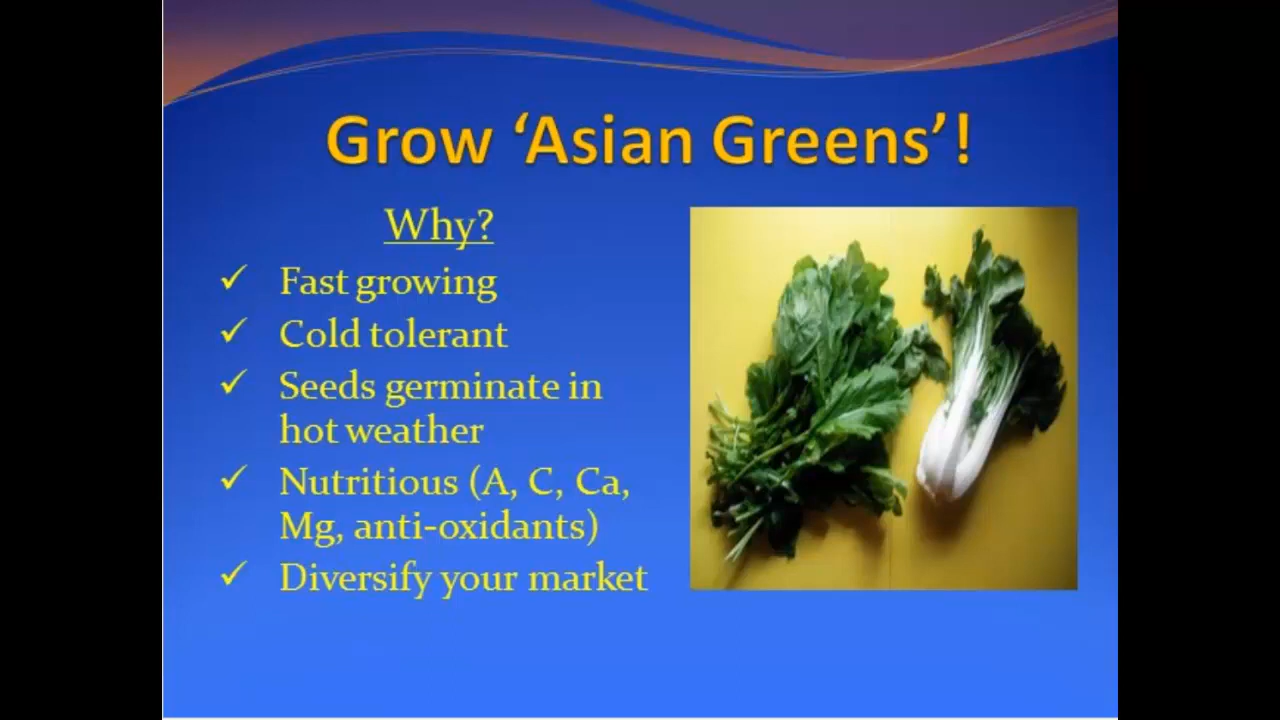 Grow ‘Asian Greens’!
Why?
✓ Fast growing
✓ Cold tolerant
✓ Seeds germinate in
hot weather
✓ Nutritious (A, C, Ca,
Mg, anti-oxidants)
✓ Diversify your market